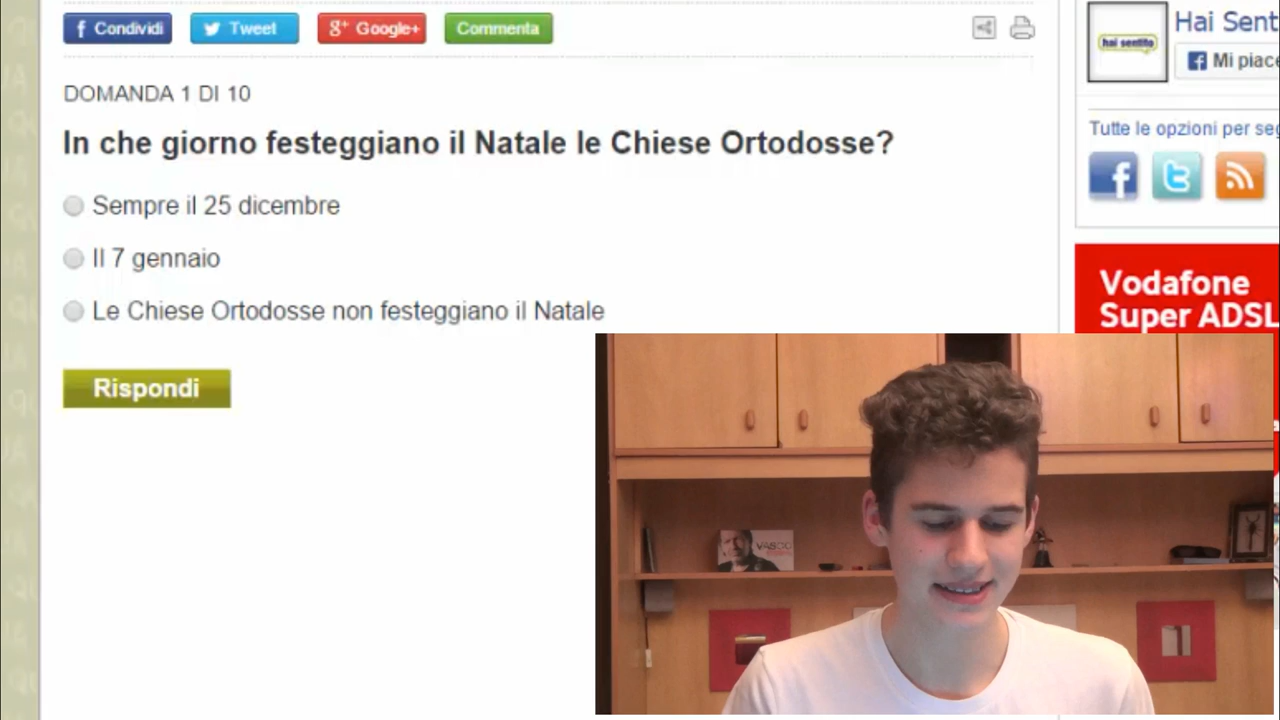 Condividi
Tweet
Google+
Commenta
DOMANDA 1 DI 10
In che giorno festeggiano il Natale le Chiese Ortodosse?
Sempre il 25 dicembre
Il 7 gennaio
Le Chiese Ortodosse non festeggiano il Natale
Rispondi
Hai Sent
hai sentito
Mi piace
Tutte le opzioni per seg
Vodafone
Super ADSL
VASCO